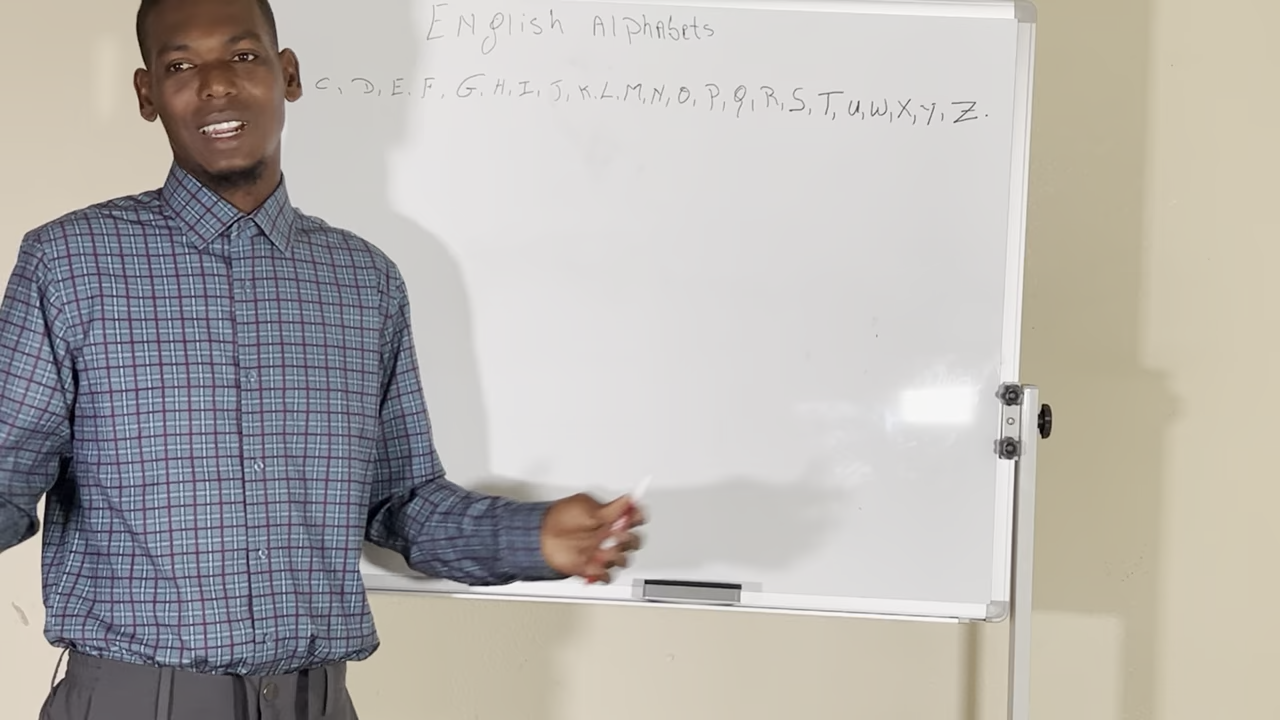 English Alphabets
C, D, E. F, G. H, I, J, K. L. M, N, O, P, Q, R, S, T, U, W, X, Y, Z.